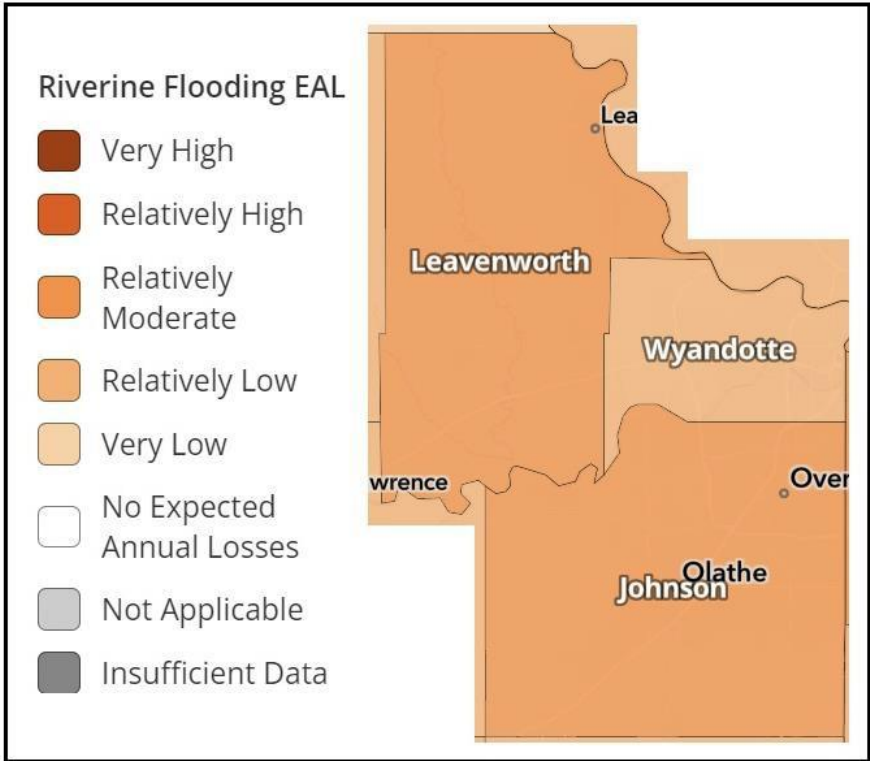 Riverine Flooding EAL
Very High
Relatively High
Relatively
Moderate
Relatively Low
Very Low
No Expected
Annual Losses
Not Applicable
Insufficient Data
Lea
Leavenworth
Wyandotte
wrence
Over
Olathe
Johnson